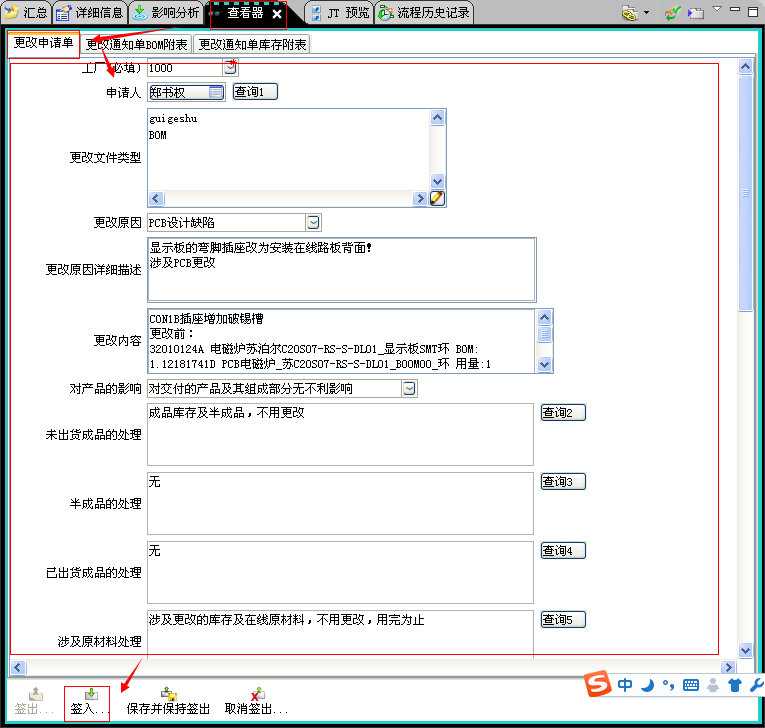 汇总 详细信息 影响分析 查看器 JT 预览 流程历史记录
更改申请单 更改通知单BOM附表 更改通知单库存附表
工厂(必填) 1000
申请人 郑书权 查询1
更改文件类型 guigeshu
BOM
更改原因 PCB设计缺陷
更改原因详细描述 显示板的弯脚插座改为安装在线路板背面!
涉及PCB更改
更改内容 CON1B插座增加破锡槽
更改前:
32010124A 电磁炉苏泊尔C20S07-RS-S-DL01_显示板SMT环 BOM:
1.12181741D PCB电磁炉_苏C20S07-RS-S-DL01_B00M00_环 用量:1
对产品的影响 对交付的产品及其组成部分无不利影响
未出货成品的处理 成品库存及半成品,不用更改 查询2
半成品的处理 无 查询3
已出货成品的处理 无 查询4
涉及原材料处理 涉及更改的库存及在线原材料,不用更改,用完为止 查询5
签出... 签入... 保存并保持签出 取消签出...
中